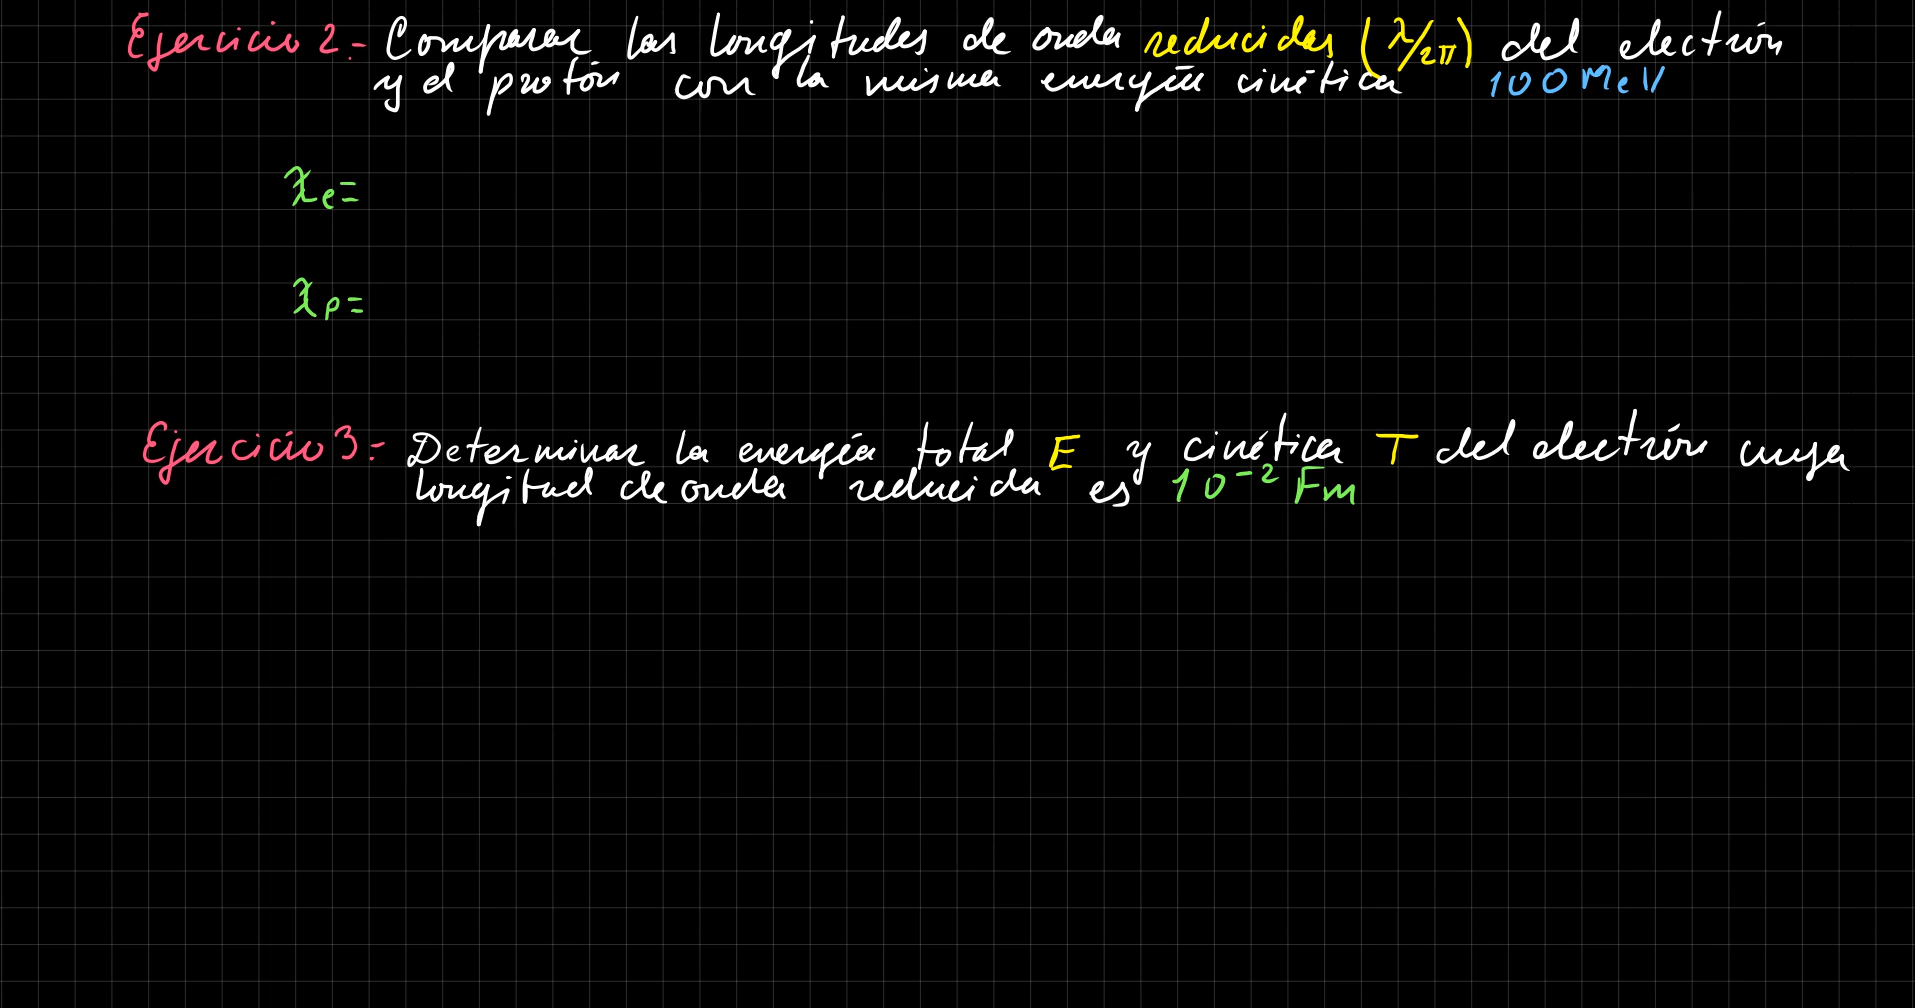 Ejercicio 2.- Comparar las longitudes de onda reducidas (λ/2π) del electrón
y el protón con la misma energía cinética 100 MeV
ƛe=
ƛp=
Ejercicio 3.- Determinar la energía total E y cinética T del electrón cuya
longitud de onda reducida es 10⁻² Fm